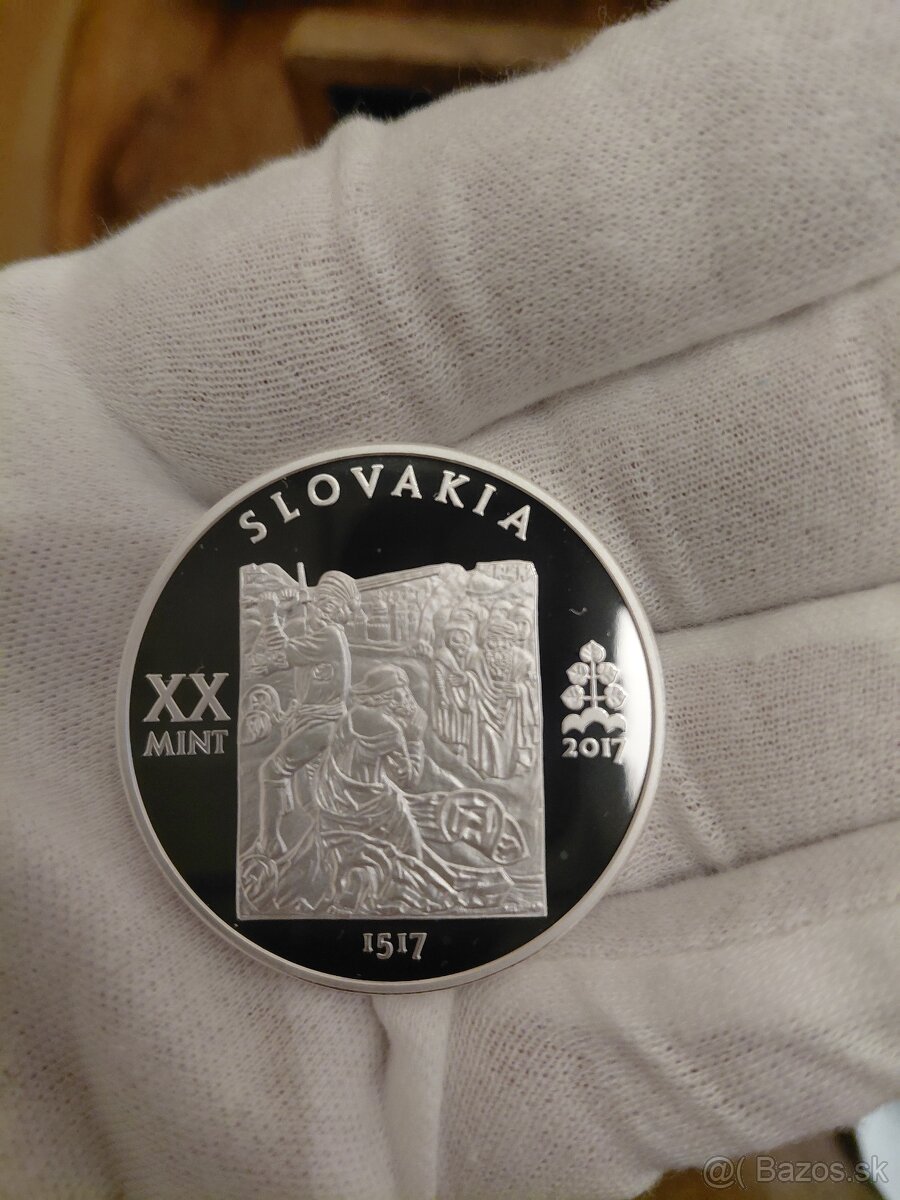 SLOVAKIA
XX
MINT
2017
1517
@( Bazos.sk